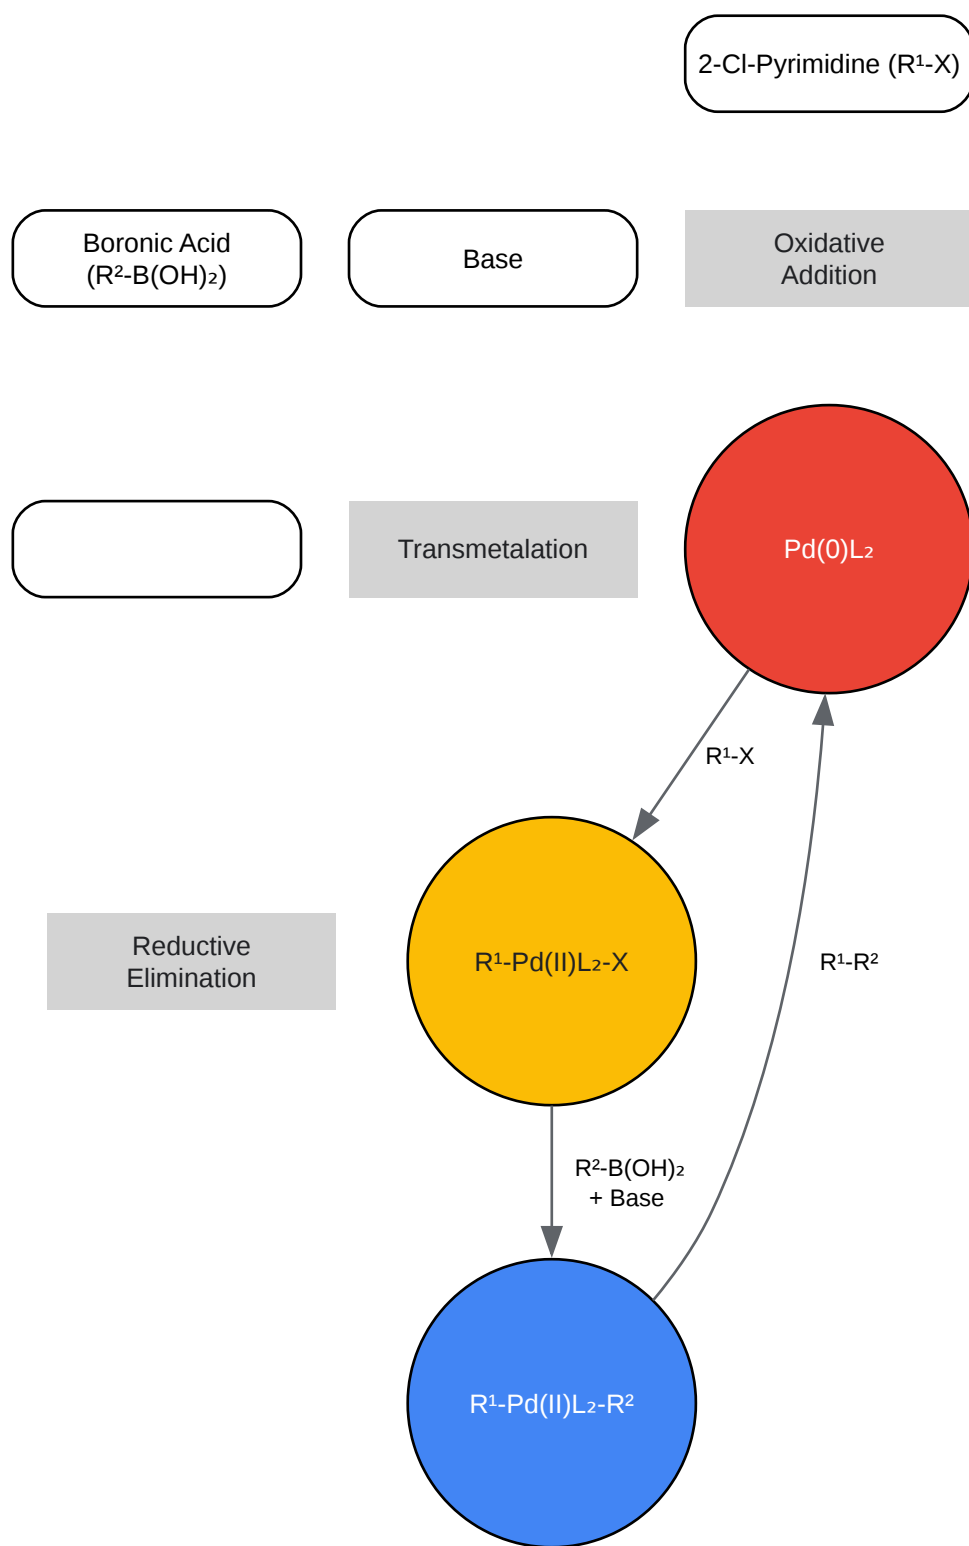 2-Cl-Pyrimidine (R¹-X)
Boronic Acid
(R²-B(OH)₂)
Base
Oxidative
Addition
Transmetalation
Pd(0)L₂
R¹-X
Reductive
Elimination
R¹-Pd(II)L₂-X
R¹-R²
R²-B(OH)₂
+ Base
R¹-Pd(II)L₂-R²